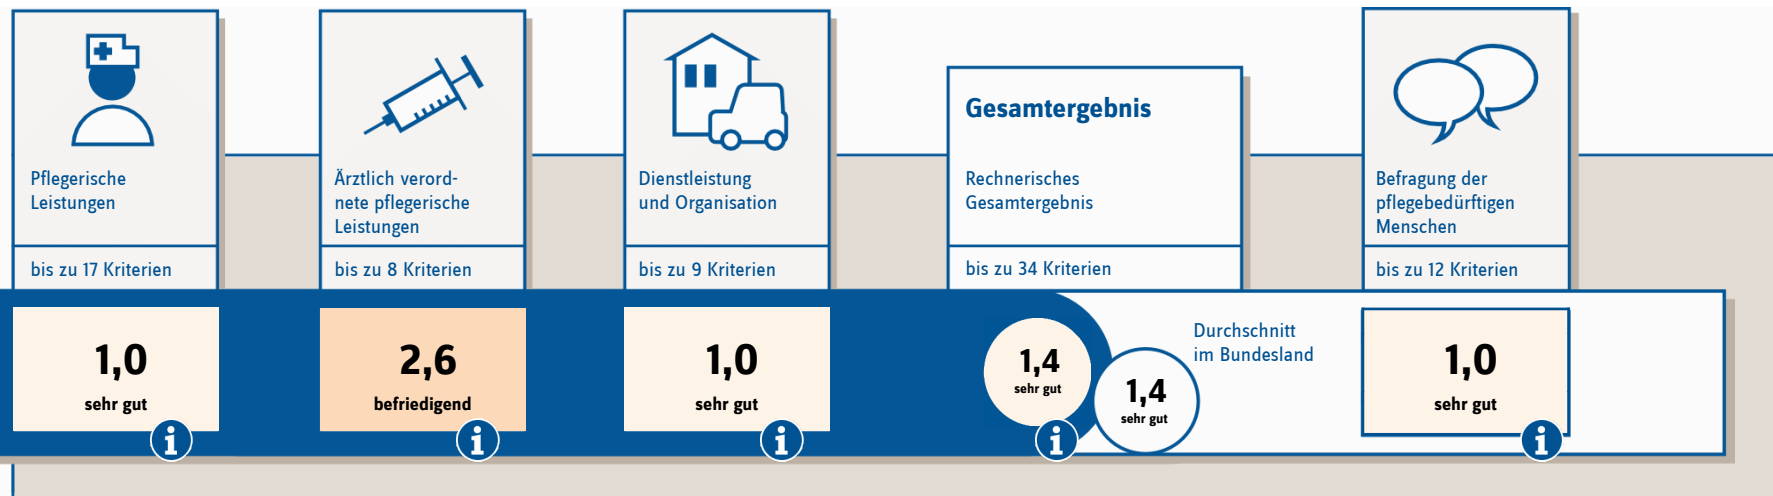 Pflegerische
Leistungen
bis zu 17 Kriterien
1,0
sehr gut
i
Ärztlich verord-
nete pflegerische
Leistungen
bis zu 8 Kriterien
2,6
befriedigend
i
Dienstleistung
und Organisation
bis zu 9 Kriterien
1,0
sehr gut
i
Gesamtergebnis
Rechnerisches
Gesamtergebnis
bis zu 34 Kriterien
1,4
sehr gut
i
1,4
sehr gut
Durchschnitt
im Bundesland
Befragung der
pflegebedürftigen
Menschen
bis zu 12 Kriterien
1,0
sehr gut
i